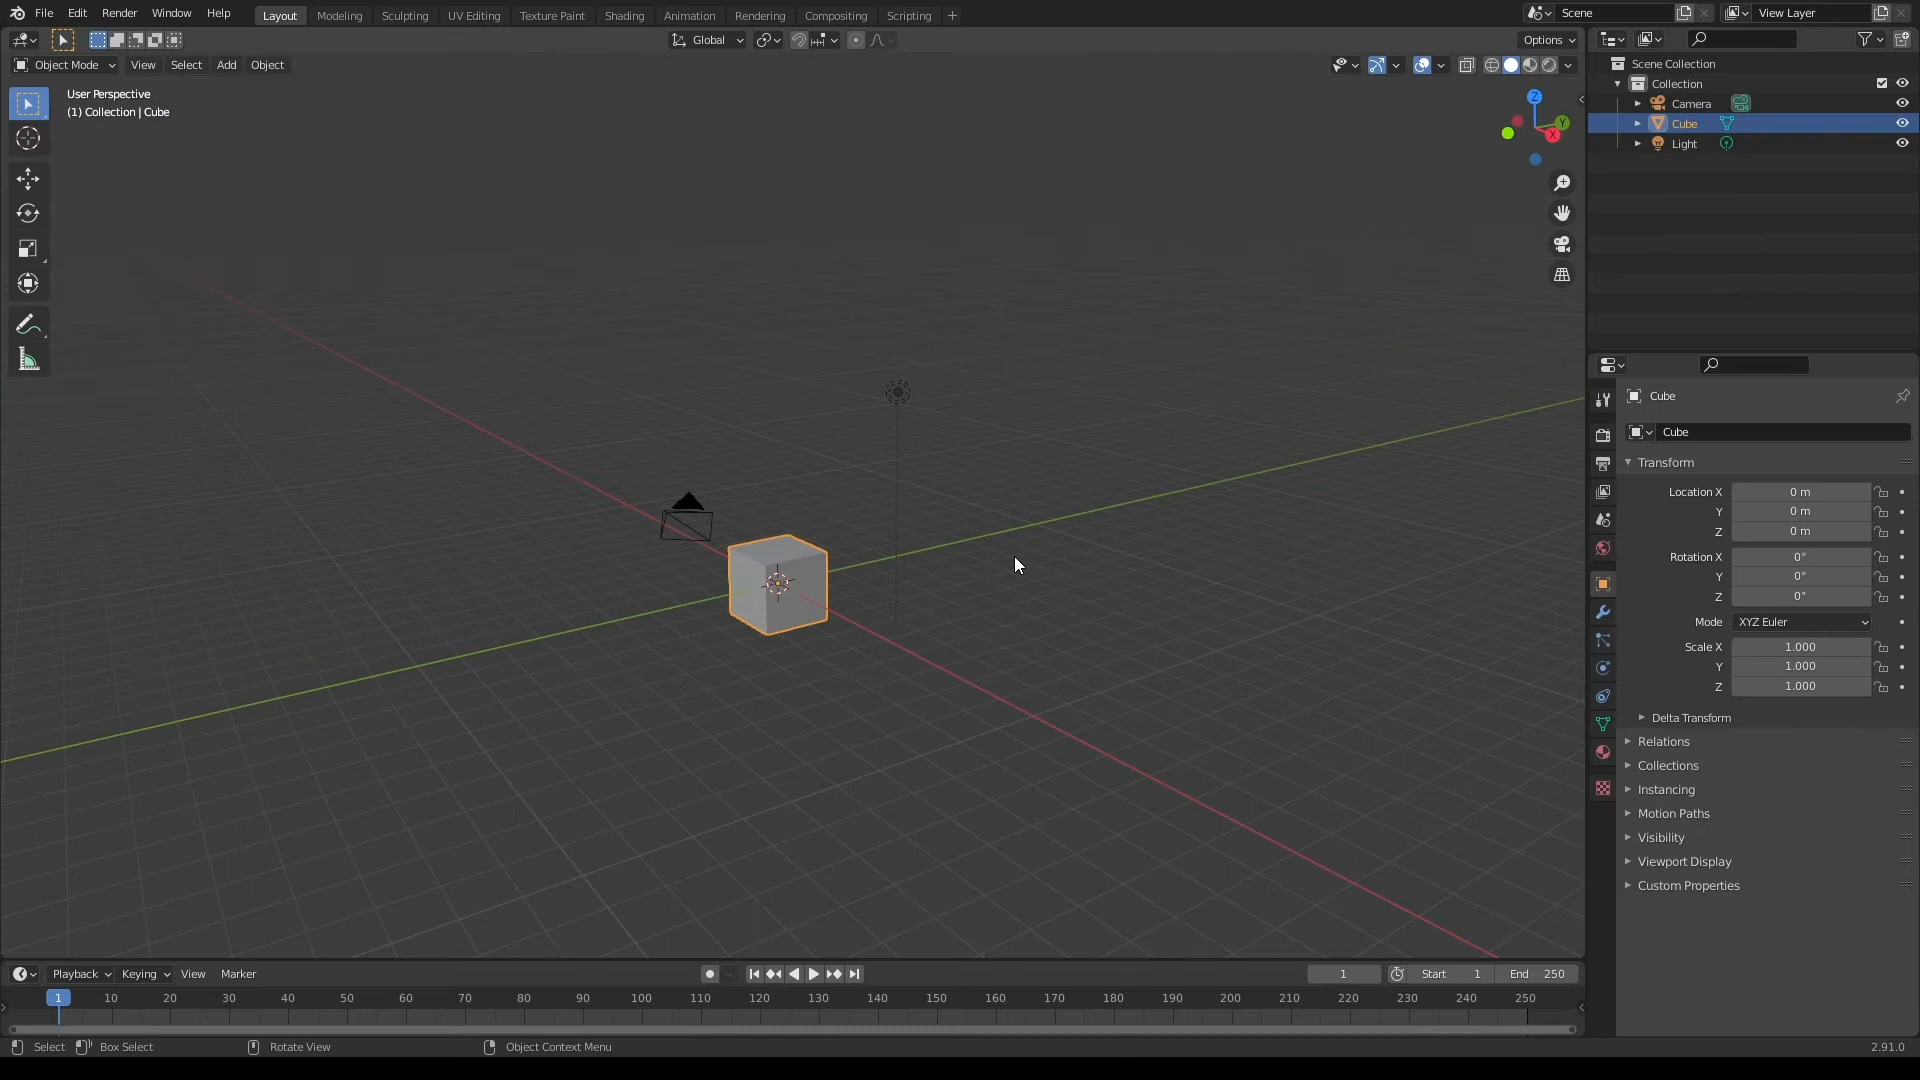 File Edit Render Window Help Layout Modeling Sculpting UV Editing Texture Paint Shading Animation Rendering Compositing Scripting + Scene View Layer
Global Options
Object Mode View Select Add Object
User Perspective
(1) Collection | Cube
Z
Y
X
Scene Collection
Collection
Camera
Cube
Light
Cube
Cube
Transform
Location X 0 m
Y 0 m
Z 0 m
Rotation X 0°
Y 0°
Z 0°
Mode XYZ Euler
Scale X 1.000
Y 1.000
Z 1.000
Delta Transform
Relations
Collections
Instancing
Motion Paths
Visibility
Viewport Display
Custom Properties
Playback Keying View Marker 1 Start 1 End 250
1 10 20 30 40 50 60 70 80 90 100 110 120 130 140 150 160 170 180 190 200 210 220 230 240 250
Select Box Select Rotate View Object Context Menu 2.91.0